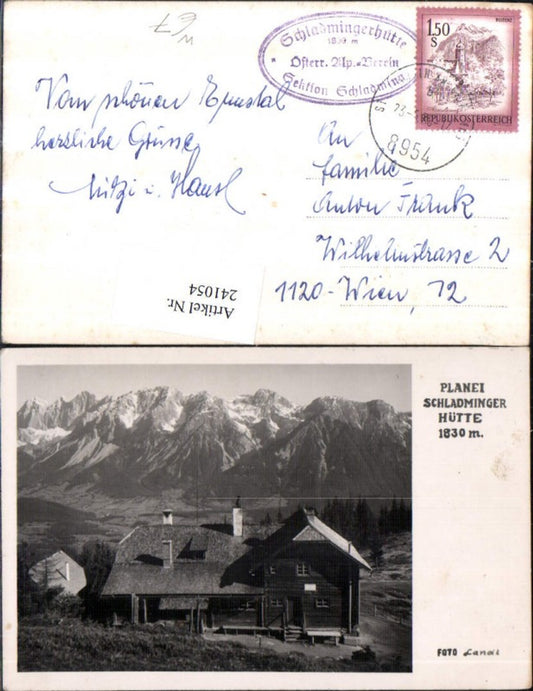 Schladmingerhütte
1830 m
Österr. Alp.-Verein
Sektion Schladming
1.50
S
REPUBLIK ÖSTERREICH
8954
Vom schönen Ennstal
herzliche Grüsse
Mitzi u. Hansl
An
Familie
Anton Frank
Wilhelmstrasse 2
1120-Wien, 12
Artikel Nr.
241054
PLANEI
SCHLADMINGER
HÜTTE
1830 m.
FOTO